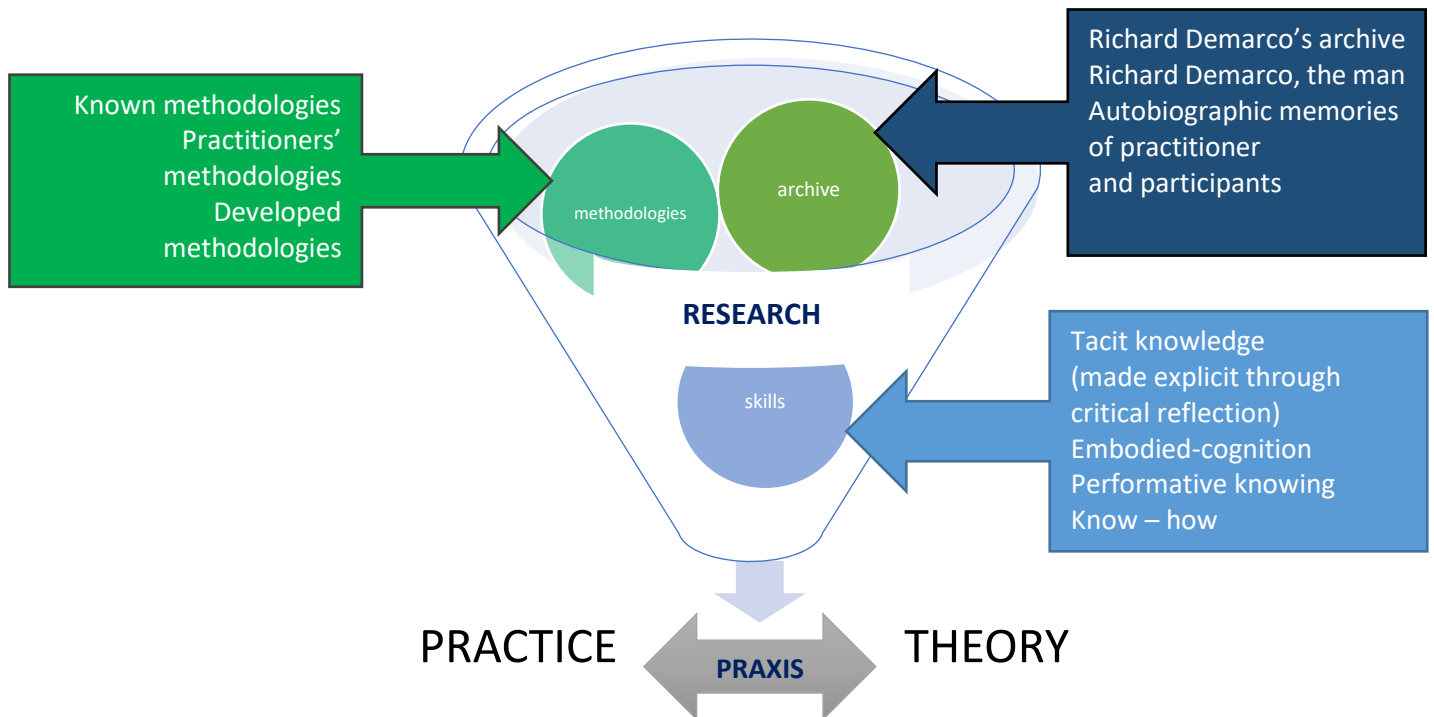 Known methodologies
Practitioners’
methodologies
Developed
methodologies
methodologies
archive
Richard Demarco’s archive
Richard Demarco, the man
Autobiographic memories
of practitioner
and participants
RESEARCH
skills
Tacit knowledge
(made explicit through
critical reflection)
Embodied-cognition
Performative knowing
Know – how
PRACTICE
PRAXIS
THEORY